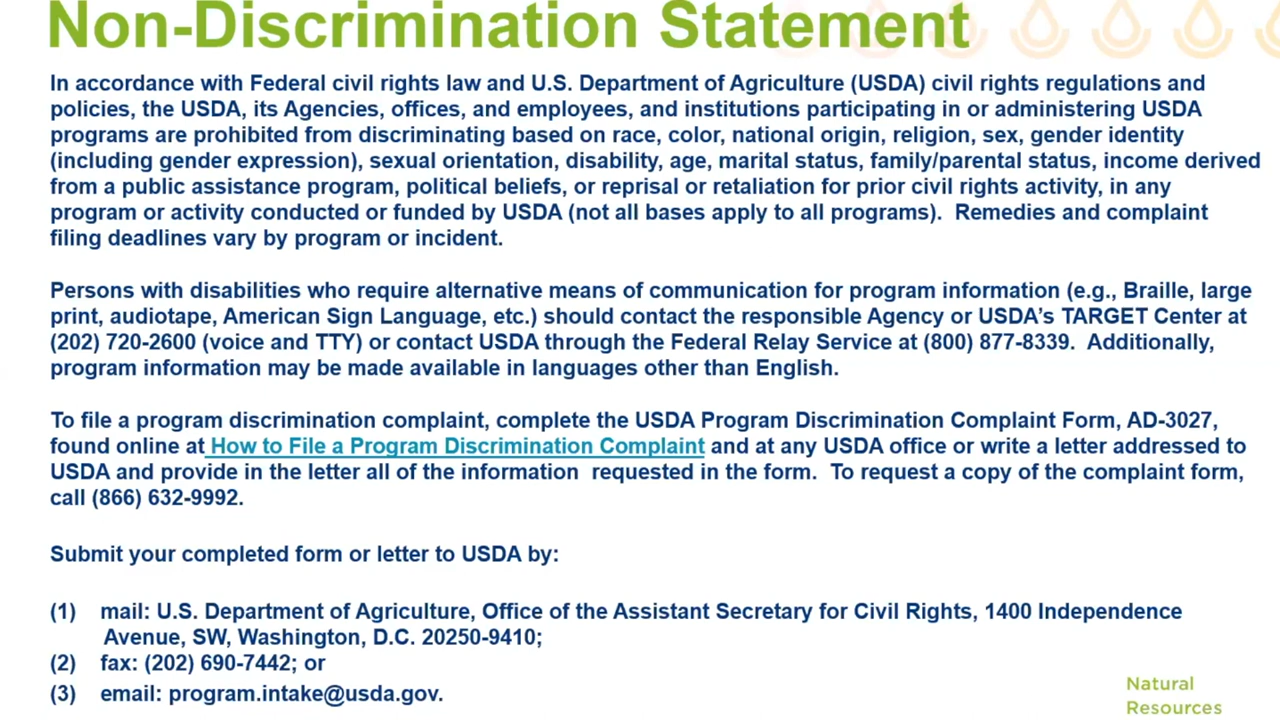 Non-Discrimination Statement
In accordance with Federal civil rights law and U.S. Department of Agriculture (USDA) civil rights regulations and
policies, the USDA, its Agencies, offices, and employees, and institutions participating in or administering USDA
programs are prohibited from discriminating based on race, color, national origin, religion, sex, gender identity
(including gender expression), sexual orientation, disability, age, marital status, family/parental status, income derived
from a public assistance program, political beliefs, or reprisal or retaliation for prior civil rights activity, in any
program or activity conducted or funded by USDA (not all bases apply to all programs).  Remedies and complaint
filing deadlines vary by program or incident.
Persons with disabilities who require alternative means of communication for program information (e.g., Braille, large
print, audiotape, American Sign Language, etc.) should contact the responsible Agency or USDA's TARGET Center at
(202) 720-2600 (voice and TTY) or contact USDA through the Federal Relay Service at (800) 877-8339.  Additionally,
program information may be made available in languages other than English.
To file a program discrimination complaint, complete the USDA Program Discrimination Complaint Form, AD-3027,
found online at How to File a Program Discrimination Complaint and at any USDA office or write a letter addressed to
USDA and provide in the letter all of the information  requested in the form.  To request a copy of the complaint form,
call (866) 632-9992.
Submit your completed form or letter to USDA by:
(1) mail: U.S. Department of Agriculture, Office of the Assistant Secretary for Civil Rights, 1400 Independence
Avenue, SW, Washington, D.C. 20250-9410;
(2) fax: (202) 690-7442; or
(3) email: program.intake@usda.gov.
Natural
Resources